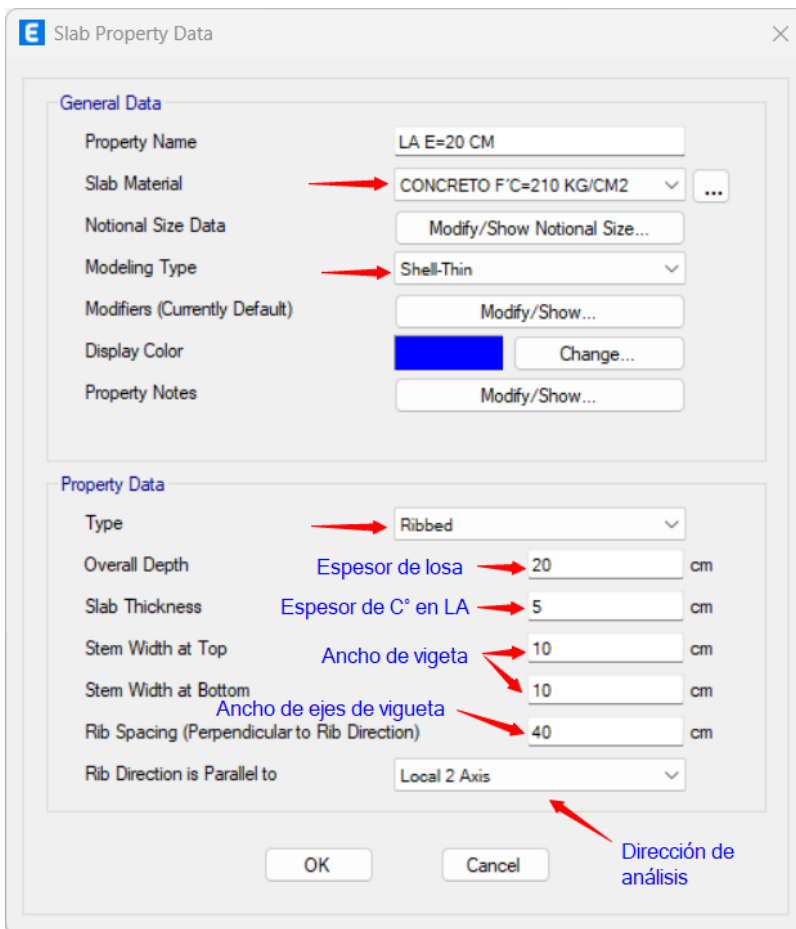 E Slab Property Data
General Data
Property Name LA E=20 CM
Slab Material CONCRETO F´C=210 KG/CM2 ...
Notional Size Data Modify/Show Notional Size...
Modeling Type Shell-Thin
Modifiers (Currently Default) Modify/Show...
Display Color Change...
Property Notes Modify/Show...
Property Data
Type Ribbed
Overall Depth Espesor de losa 20 cm
Slab Thickness Espesor de C° en LA 5 cm
Stem Width at Top 10 cm
Ancho de vigeta
Stem Width at Bottom 10 cm
Ancho de ejes de vigueta
Rib Spacing (Perpendicular to Rib Direction) 40 cm
Rib Direction is Parallel to Local 2 Axis
Dirección de
análisis
OK Cancel